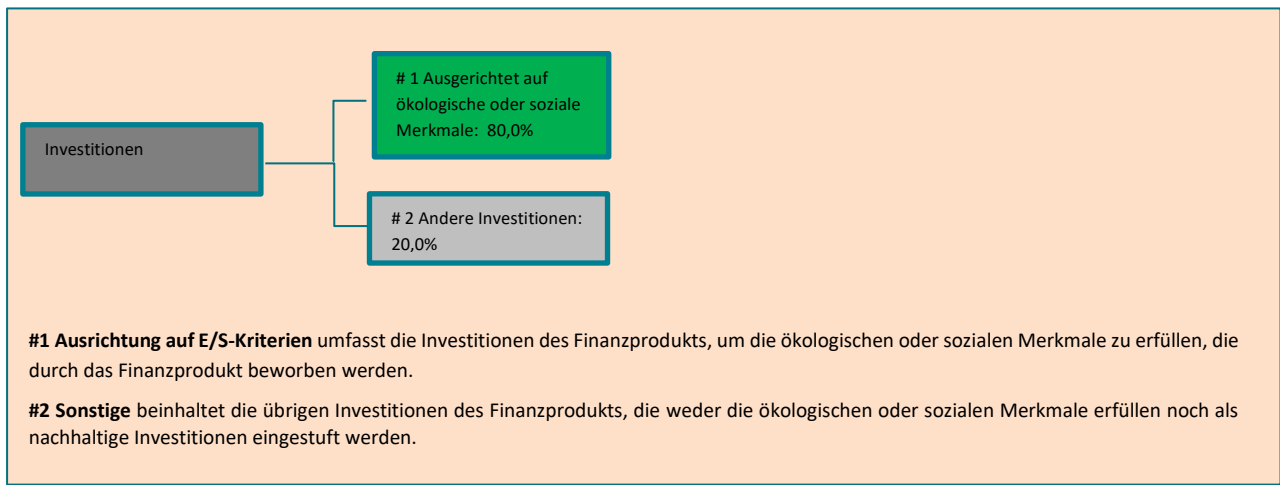 # 1 Ausgerichtet auf
ökologische oder soziale
Merkmale: 80,0%
Investitionen
# 2 Andere Investitionen:
20,0%
#1 Ausrichtung auf E/S-Kriterien umfasst die Investitionen des Finanzprodukts, um die ökologischen oder sozialen Merkmale zu erfüllen, die
durch das Finanzprodukt beworben werden.
#2 Sonstige beinhaltet die übrigen Investitionen des Finanzprodukts, die weder die ökologischen oder sozialen Merkmale erfüllen noch als
nachhaltige Investitionen eingestuft werden.